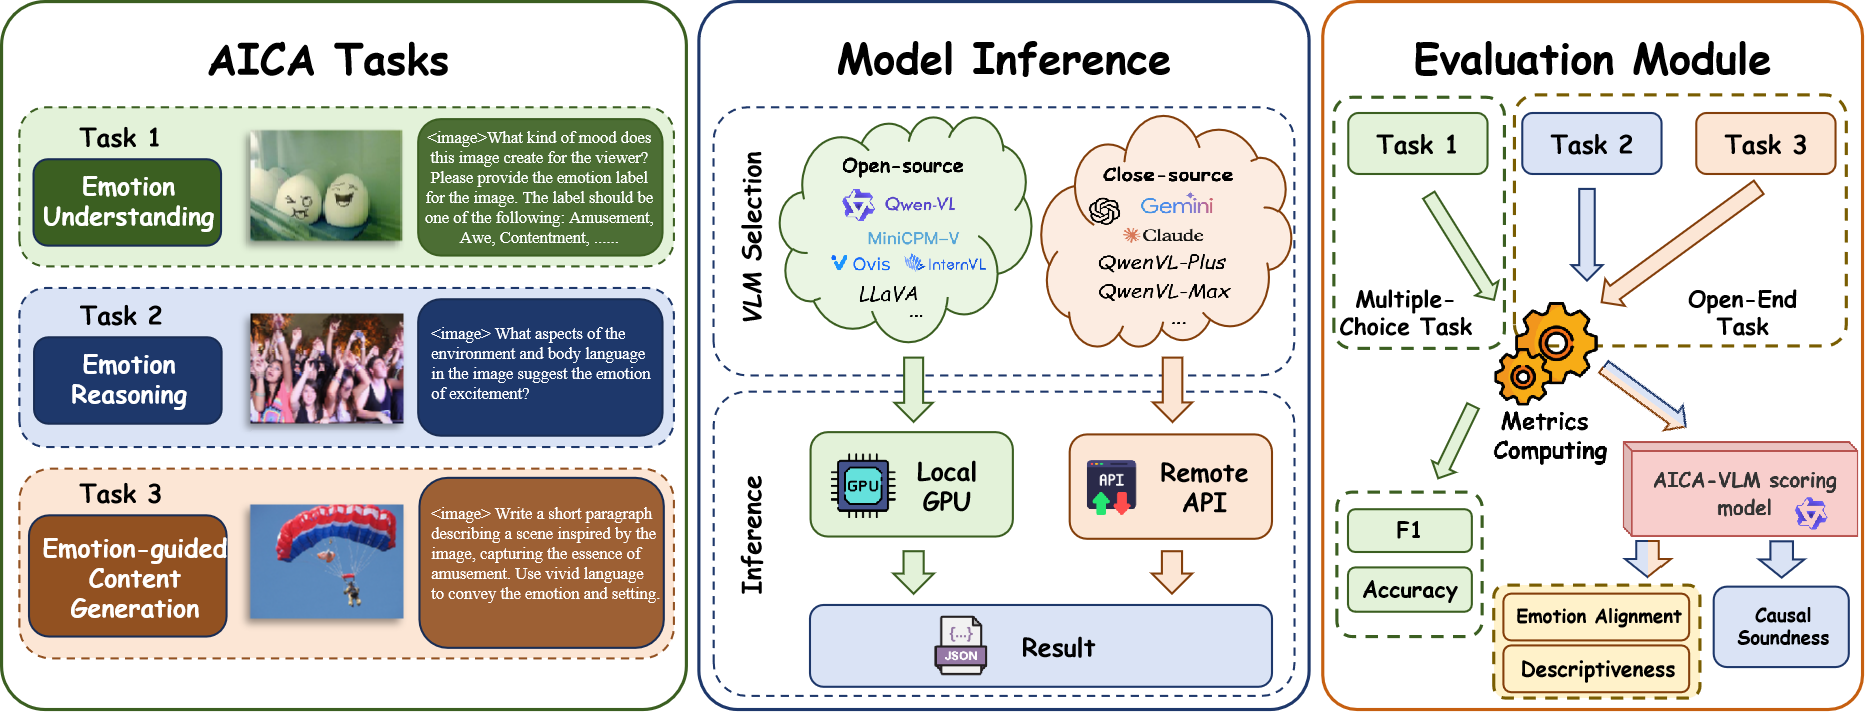 AICA Tasks
Task 1
Emotion
Understanding
<image>What kind of mood does
this image create for the viewer?
Please provide the emotion label
for the image. The label should be
one of the following: Amusement,
Awe, Contentment, ......
Task 2
Emotion
Reasoning
<image> What aspects of the
environment and body language
in the image suggest the emotion
of excitement?
Task 3
Emotion-guided
Content
Generation
<image> Write a short paragraph
describing a scene inspired by the
image, capturing the essence of
amusement. Use vivid language
to convey the emotion and setting.
Model Inference
VLM Selection
Open-source
Qwen-VL
MiniCPM-V
Ovis
InternVL
LLaVA
...
Close-source
Gemini
Claude
QwenVL-Plus
QwenVL-Max
...
Inference
GPU
Local
GPU
API
Remote
API
{...}
JSON
Result
Evaluation Module
Task 1
Task 2
Task 3
Multiple-
Choice Task
Open-End
Task
Metrics
Computing
F1
Accuracy
AICA-VLM scoring
model
Emotion Alignment
Descriptiveness
Causal
Soundness